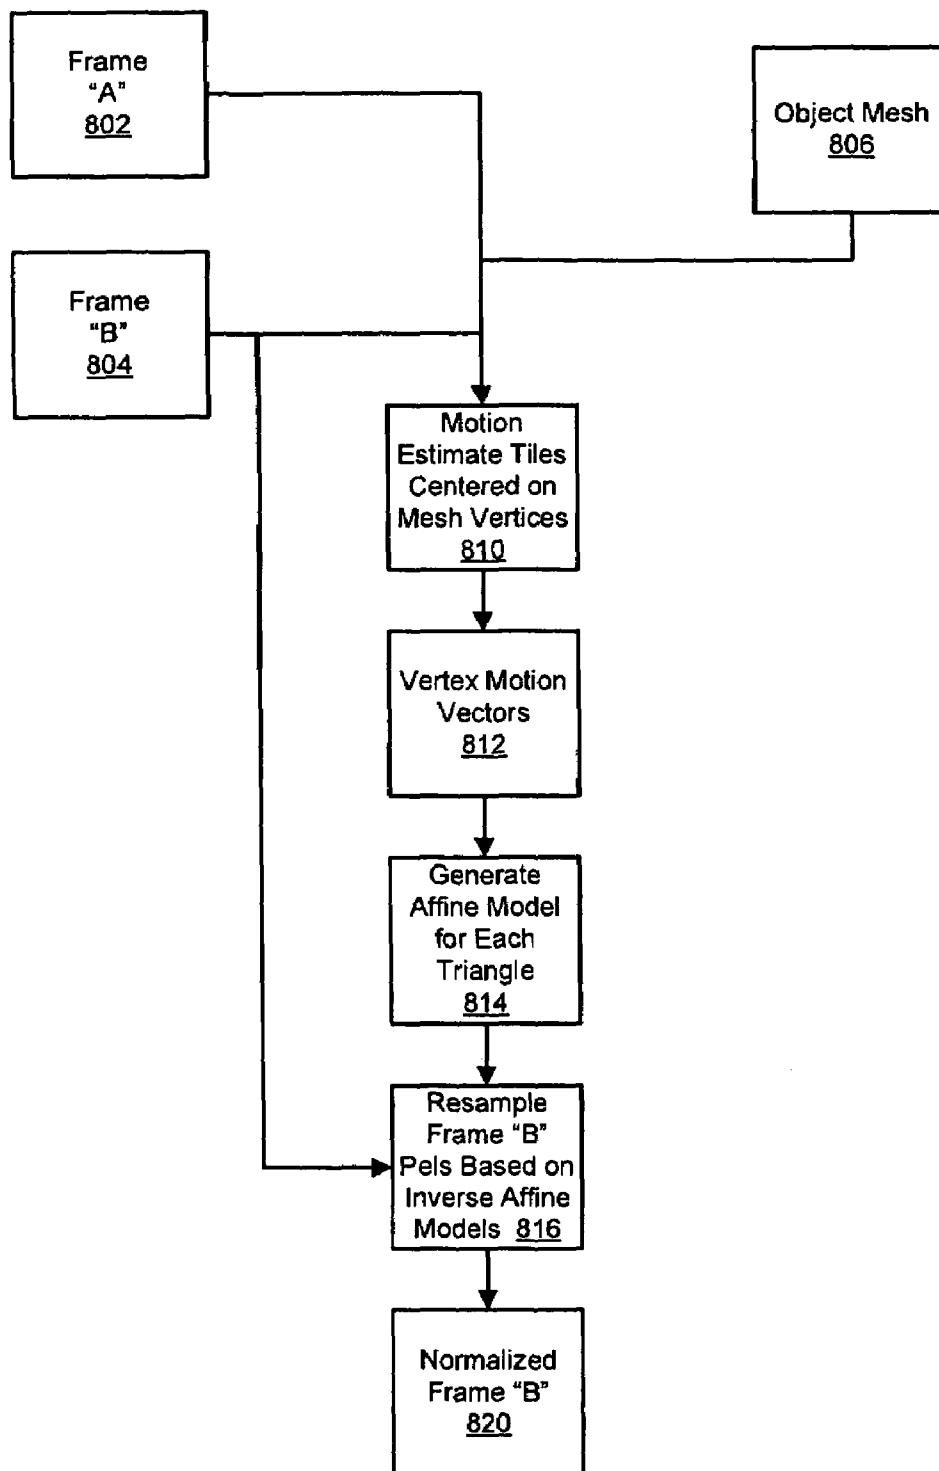 Frame
“A”
802
Object Mesh
806
Frame
“B”
804
Motion
Estimate Tiles
Centered on
Mesh Vertices
810
Vertex Motion
Vectors
812
Generate
Affine Model
for Each
Triangle
814
Resample
Frame “B”
Pels Based on
Inverse Affine
Models 816
Normalized
Frame “B”
820